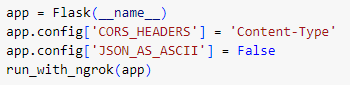 app = Flask(__name__)
app.config['CORS_HEADERS'] = 'Content-Type'
app.config['JSON_AS_ASCII'] = False
run_with_ngrok(app)